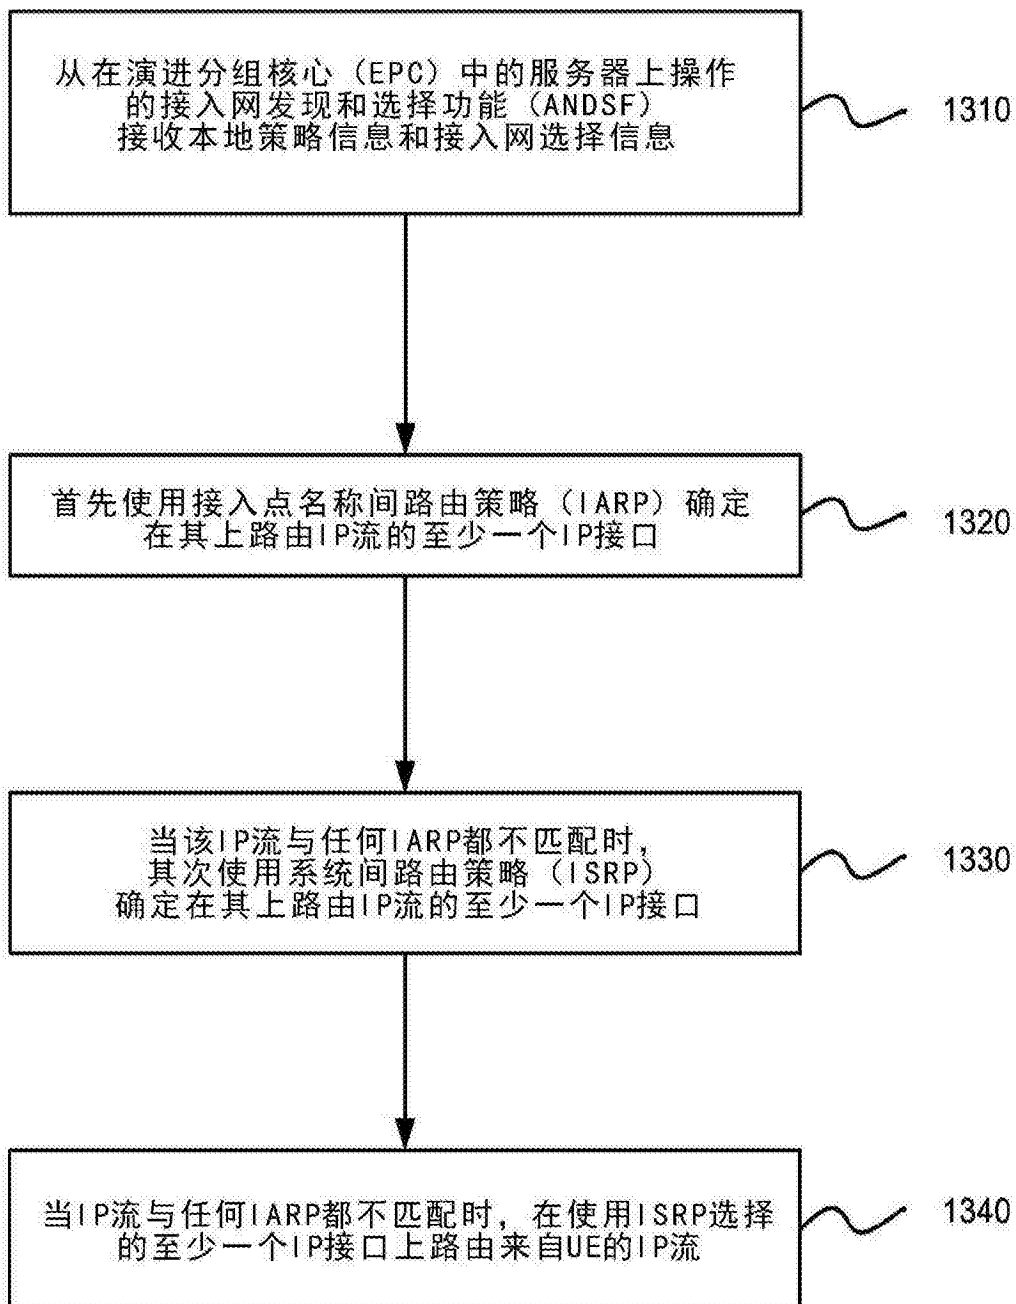 从在演进分组核心（EPC）中的服务器上操作
的接入网发现和选择功能（ANDSF）
接收本地策略信息和接入网选择信息
1310
首先使用接入点名称间路由策略（IARP）确定
在其上路由IP流的至少一个IP接口
1320
当该IP流与任何IARP都不匹配时，
其次使用系统间路由策略（ISRP）
确定在其上路由IP流的至少一个IP接口
1330
当IP流与任何IARP都不匹配时，在使用ISRP选择
的至少一个IP接口上路由来自UE的IP流
1340